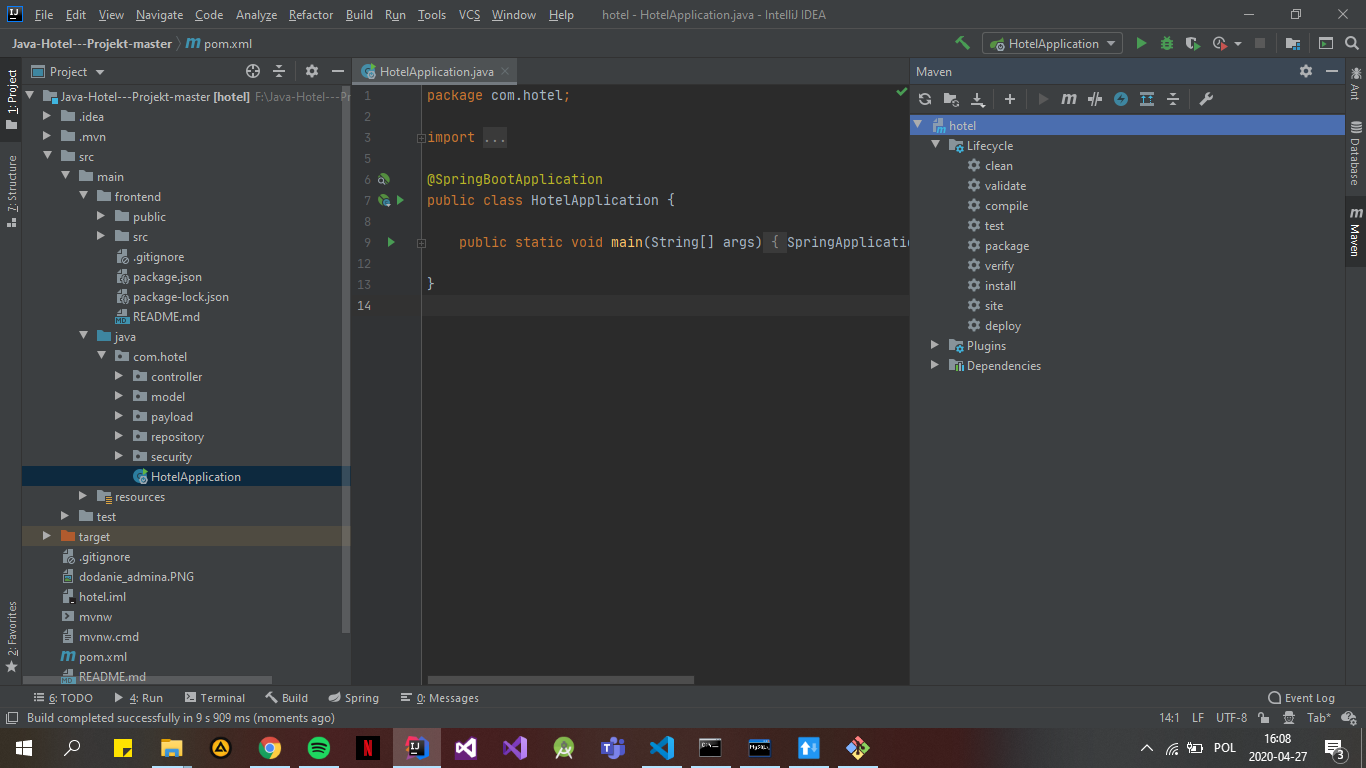 File Edit View Navigate Code Analyze Refactor Build Run Tools VCS Window Help hotel - HotelApplication.java - IntelliJ IDEA
Java-Hotel---Projekt-master pom.xml HotelApplication
1: Project
7: Structure
2: Favorites
Project
Java-Hotel---Projekt-master [hotel] F:\Java-Hotel---Pr
.idea
.mvn
src
main
frontend
public
src
.gitignore
package.json
package-lock.json
README.md
java
com.hotel
controller
model
payload
repository
security
HotelApplication
resources
test
target
.gitignore
dodanie_admina.PNG
hotel.iml
mvnw
mvnw.cmd
pom.xml
README.md
HotelApplication.java
1 package com.hotel;
2
3 import ...
5
6 @SpringBootApplication
7 public class HotelApplication {
8
9 public static void main(String[] args) { SpringApplicatio
12
13 }
14
Maven
hotel
Lifecycle
clean
validate
compile
test
package
verify
install
site
deploy
Plugins
Dependencies
Ant
Database
Maven
6: TODO 4: Run Terminal Build Spring 0: Messages Event Log
Build completed successfully in 9 s 909 ms (moments ago) 14:1 LF UTF-8 Tab*
POL 16:08
2020-04-27 3